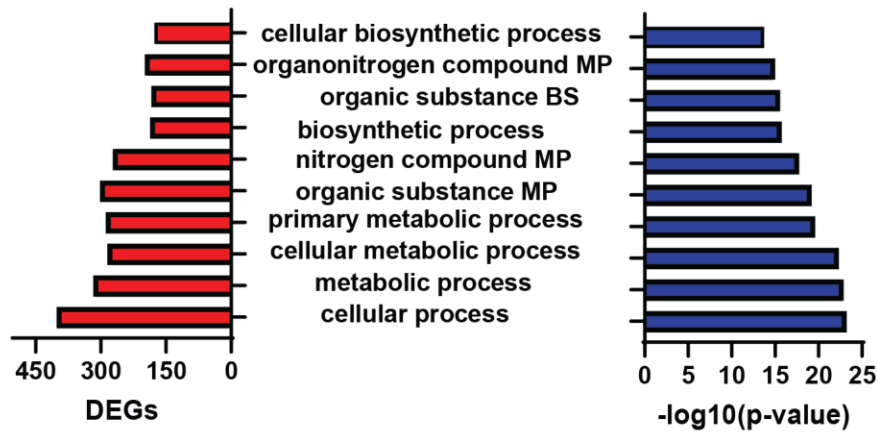 cellular biosynthetic process
organonitrogen compound MP
organic substance BS
biosynthetic process
nitrogen compound MP
organic substance MP
primary metabolic process
cellular metabolic process
metabolic process
cellular process
450 300 150 0
DEGs
0 5 10 15 20 25
-log10(p-value)